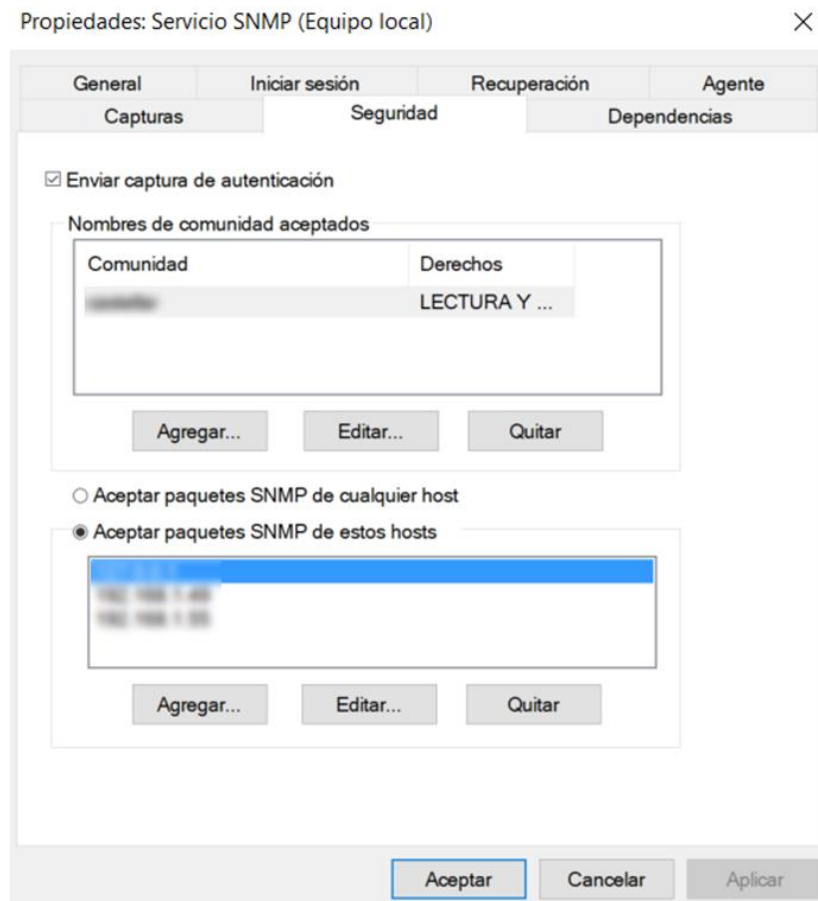 Propiedades: Servicio SNMP (Equipo local)
General Iniciar sesión Recuperación Agente
Capturas Seguridad Dependencias
Enviar captura de autenticación
Nombres de comunidad aceptados
Comunidad Derechos
LECTURA Y ...
Agregar... Editar... Quitar
Aceptar paquetes SNMP de cualquier host
Aceptar paquetes SNMP de estos hosts
Agregar... Editar... Quitar
Aceptar Cancelar Aplicar